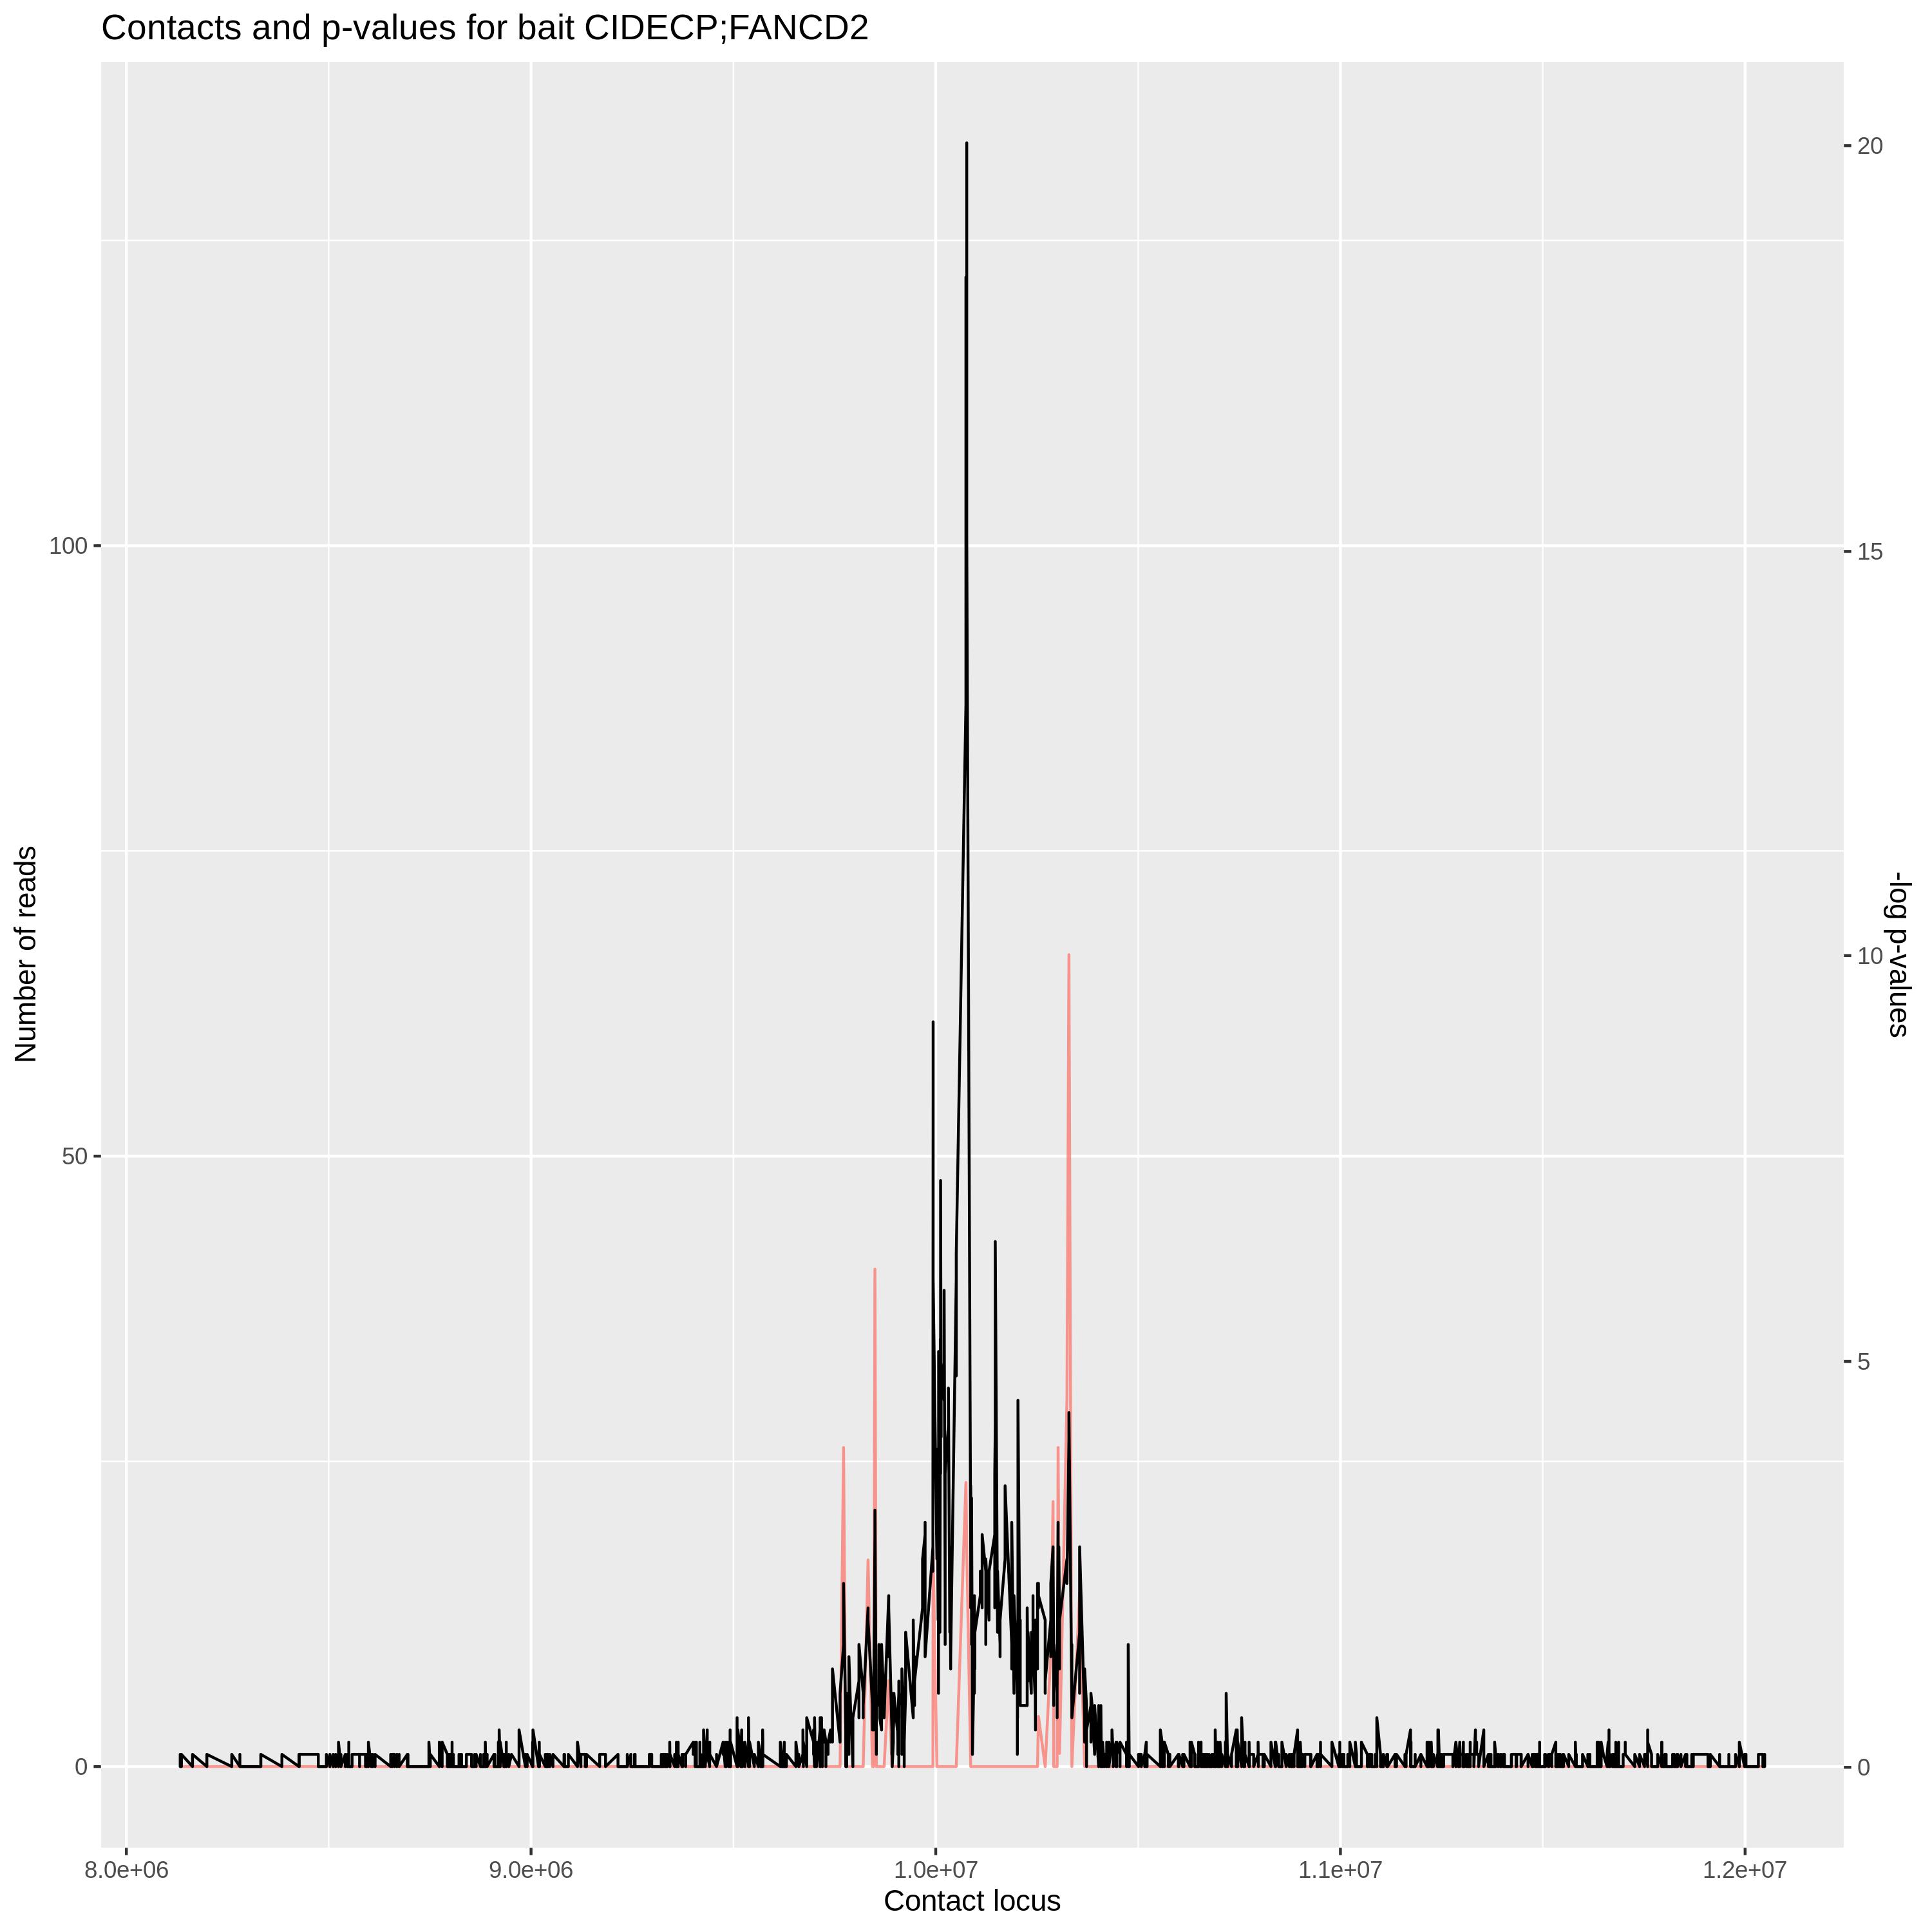 Contacts and p-values for bait CIDECP;FANCD2
20
100
15
Number of reads
10
-log p-values
50
5
0
0
8.0e+06
9.0e+06
1.0e+07
1.1e+07
1.2e+07
Contact locus